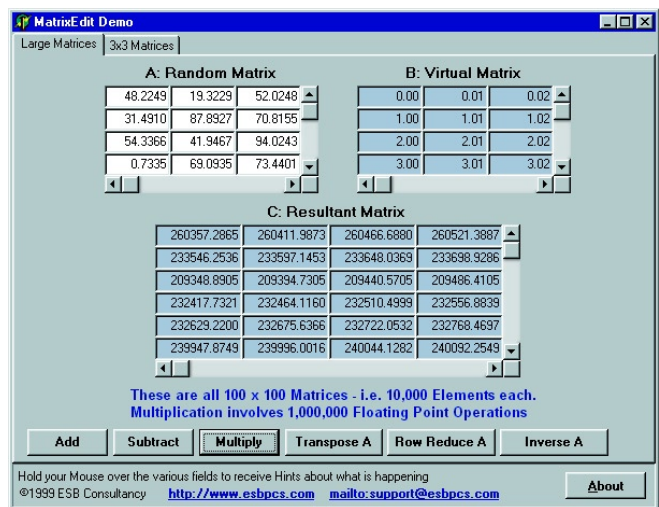 MatrixEdit Demo
Large Matrices 3x3 Matrices
A: Random Matrix B: Virtual Matrix
48.2249 19.3229 52.0248 0.00 0.01 0.02
31.4910 87.8927 70.8155 1.00 1.01 1.02
54.3366 41.9467 94.0243 2.00 2.01 2.02
0.7335 69.0935 73.4401 3.00 3.01 3.02
C: Resultant Matrix
260357.2865 260411.9873 260466.6880 260521.3887
233546.2536 233597.1453 233648.0369 233698.9286
209348.8905 209394.7305 209440.5705 209486.4105
232417.7321 232464.1160 232510.4999 232556.8839
232629.2200 232675.6366 232722.0532 232768.4697
239947.8749 239996.0016 240044.1282 240092.2549
These are all 100 x 100 Matrices - i.e. 10,000 Elements each.
Multiplication involves 1,000,000 Floating Point Operations
Add Subtract Multiply Transpose A Row Reduce A Inverse A
Hold your Mouse over the various fields to receive Hints about what is happening
©1999 ESB Consultancy http://www.esbpcs.com mailto:support@esbpcs.com About